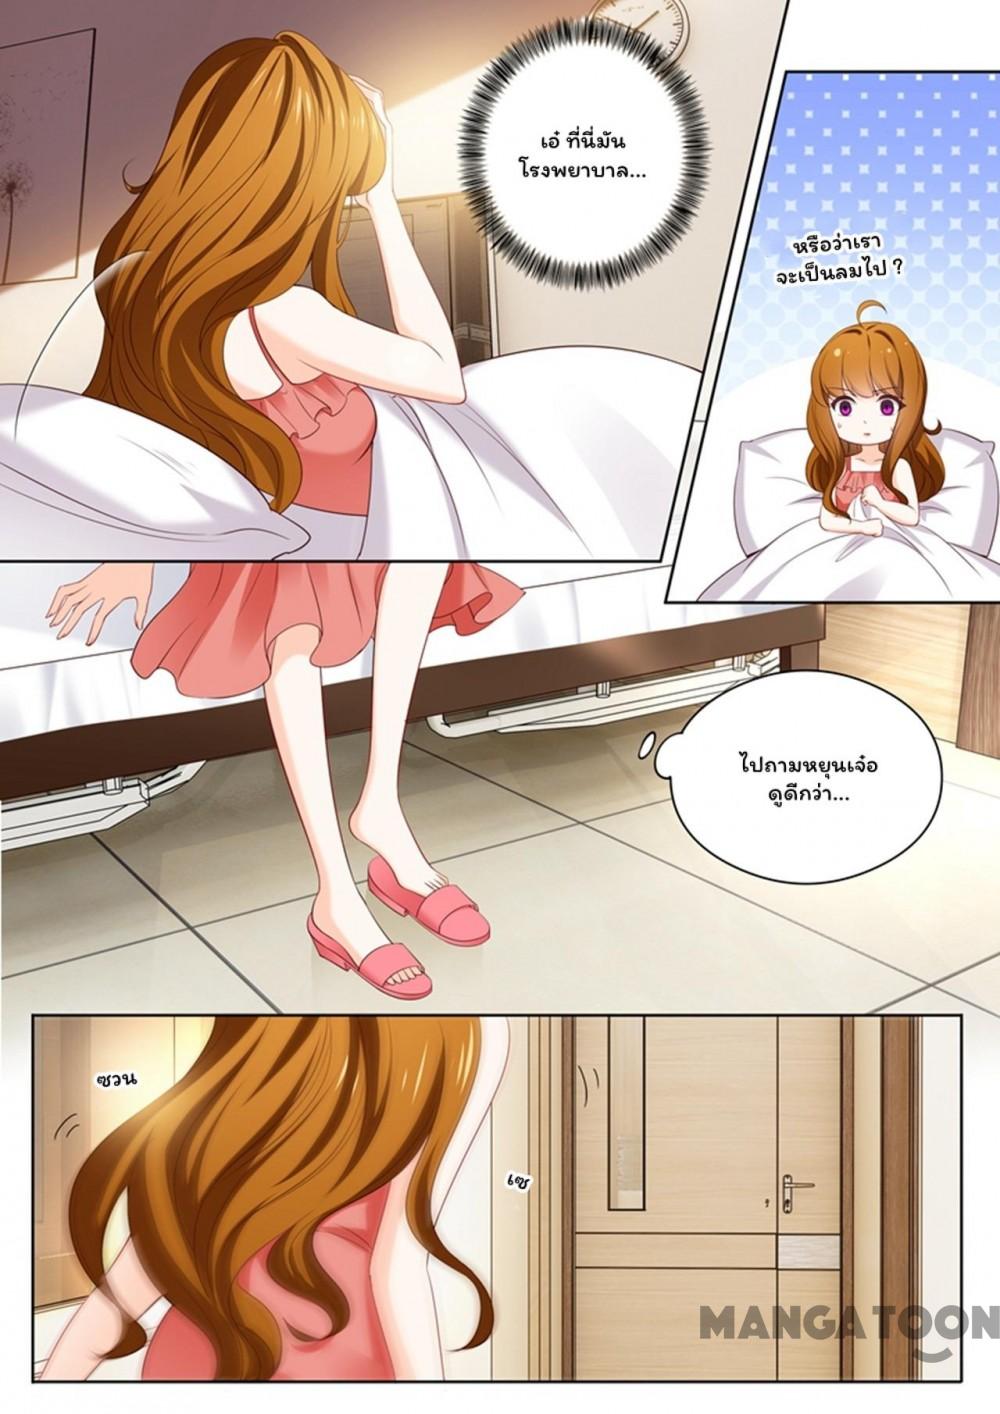 เอ๋ ที่นี่มัน
โรงพยาบาล...
หรือว่าเรา
จะเป็นลมไป ?
ไปถามหยุนเจ๋อ
ดูดีกว่า...
ซวน
เซ
MANGATOON